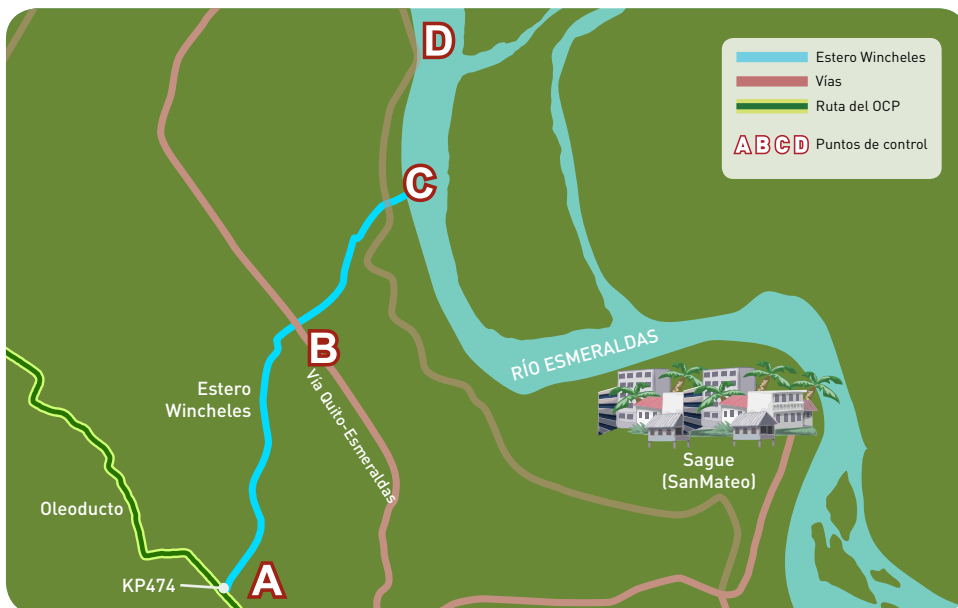 D
Estero Wincheles
Vías
Ruta del OCP
ABCD Puntos de control
C
B
RÍO ESMERALDAS
Vía Quito-Esmeraldas
Estero
Wincheles
Sague
(SanMateo)
Oleoducto
KP474
A